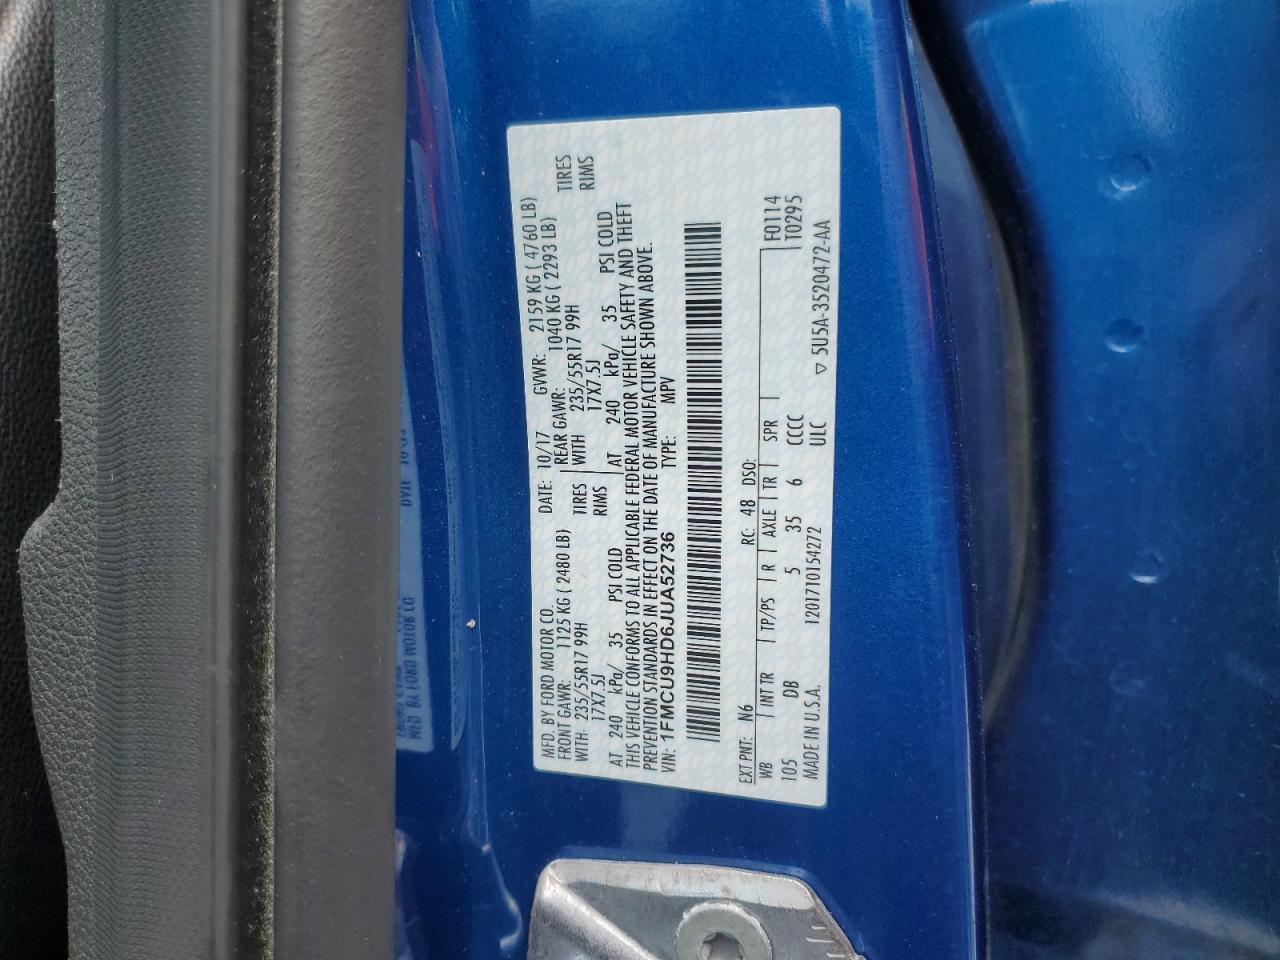 MFD. BY FORD MOTOR CO.
DATE: 10/17 GVWR: 2159 KG ( 4760 LB)
FRONT GAWR: 1125 KG ( 2480 LB) REAR GAWR: 1040 KG ( 2293 LB)
WITH 235/55R17 99H TIRES WITH 235/55R17 99H TIRES
17X7.5J RIMS 17X7.5J RIMS
AT 240 kPa/ 35 PSI COLD AT 240 kPa/ 35 PSI COLD
THIS VEHICLE CONFORMS TO ALL APPLICABLE FEDERAL MOTOR VEHICLE SAFETY AND THEFT
PREVENTION STANDARDS IN EFFECT ON THE DATE OF MANUFACTURE SHOWN ABOVE.
VIN: 1FMCU9HD6JUA52736 TYPE: MPV
EXT PNT: N6 RC: 48 DSO: F0114
WB INT TR TP/PS R AXLE TR SPR T0295
105 DB 5 35 6 CCCC
MADE IN U.S.A. 1201710154272 UIC ▽ 5U5A-3520472-AA